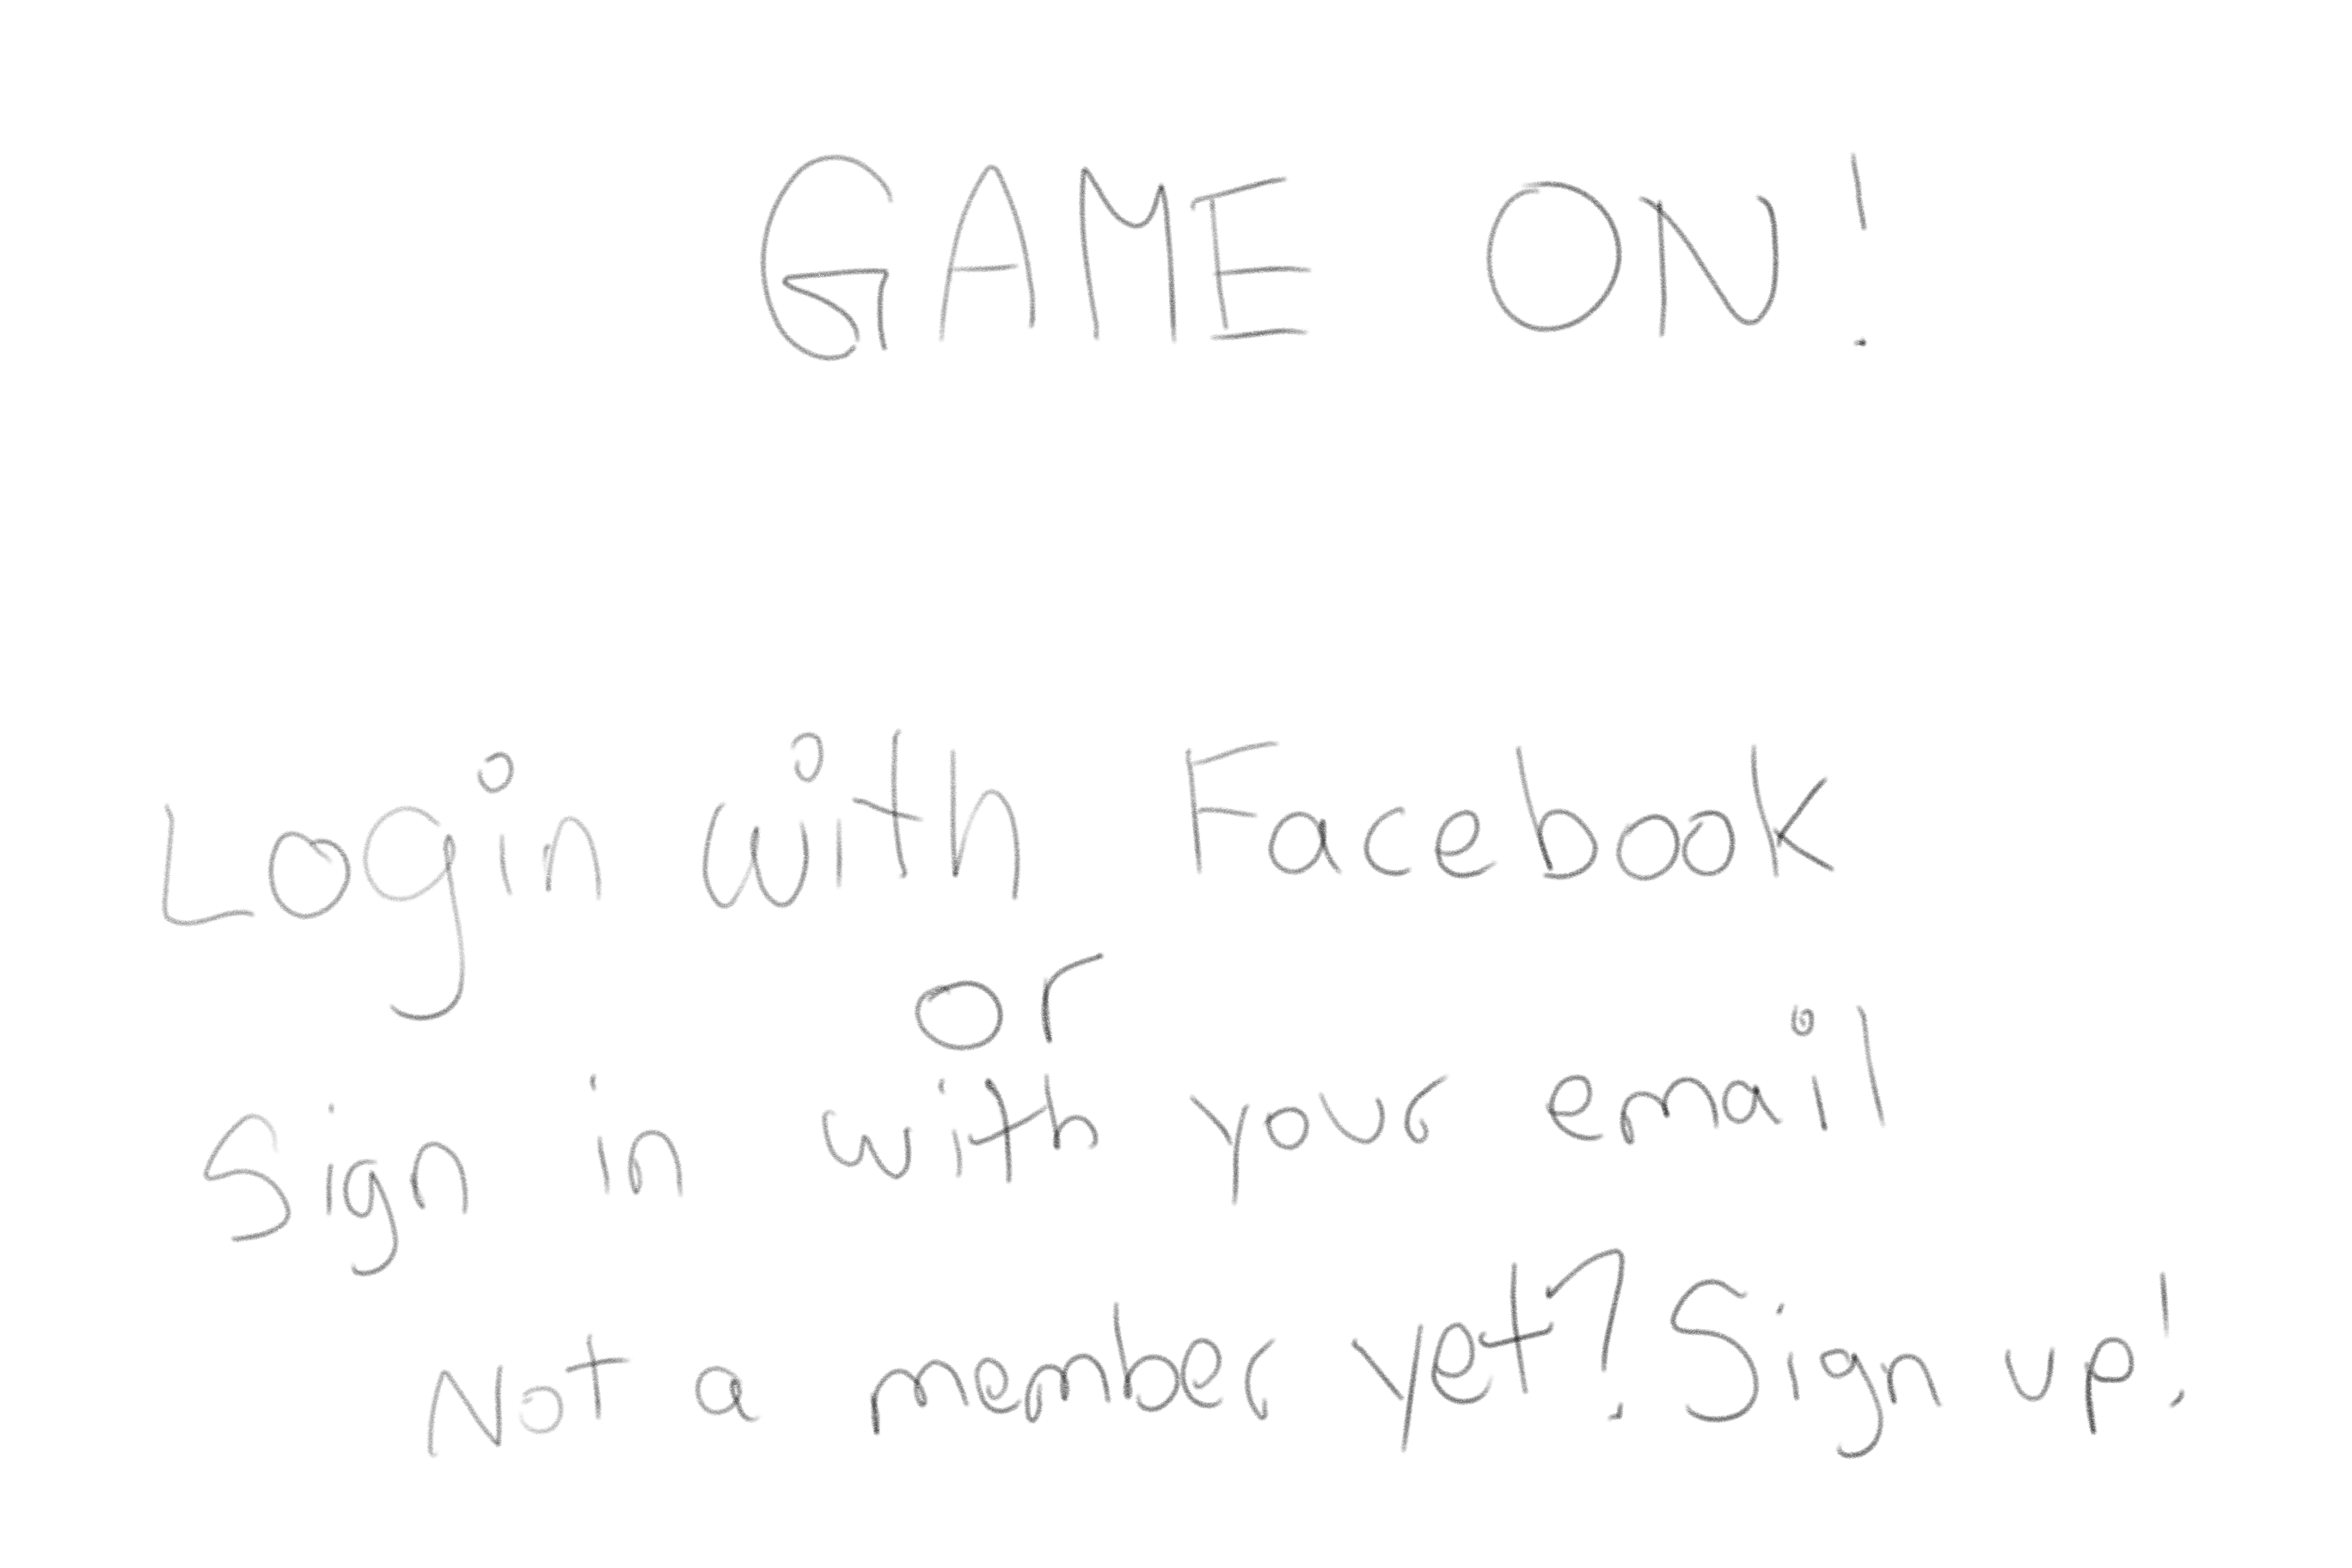 GAME ON!
Login with Facebook
or
Sign in with your email
Not a member yet? Sign up!